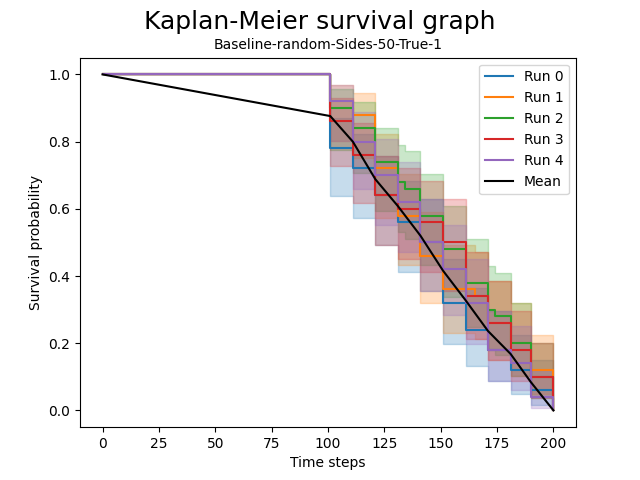 Kaplan-Meier survival graph
Baseline-random-Sides-50-True-1
Survival probability
1.0
0.8
0.6
0.4
0.2
0.0
Run 0
Run 1
Run 2
Run 3
Run 4
Mean
0
25
50
75
100
125
150
175
200
Time steps